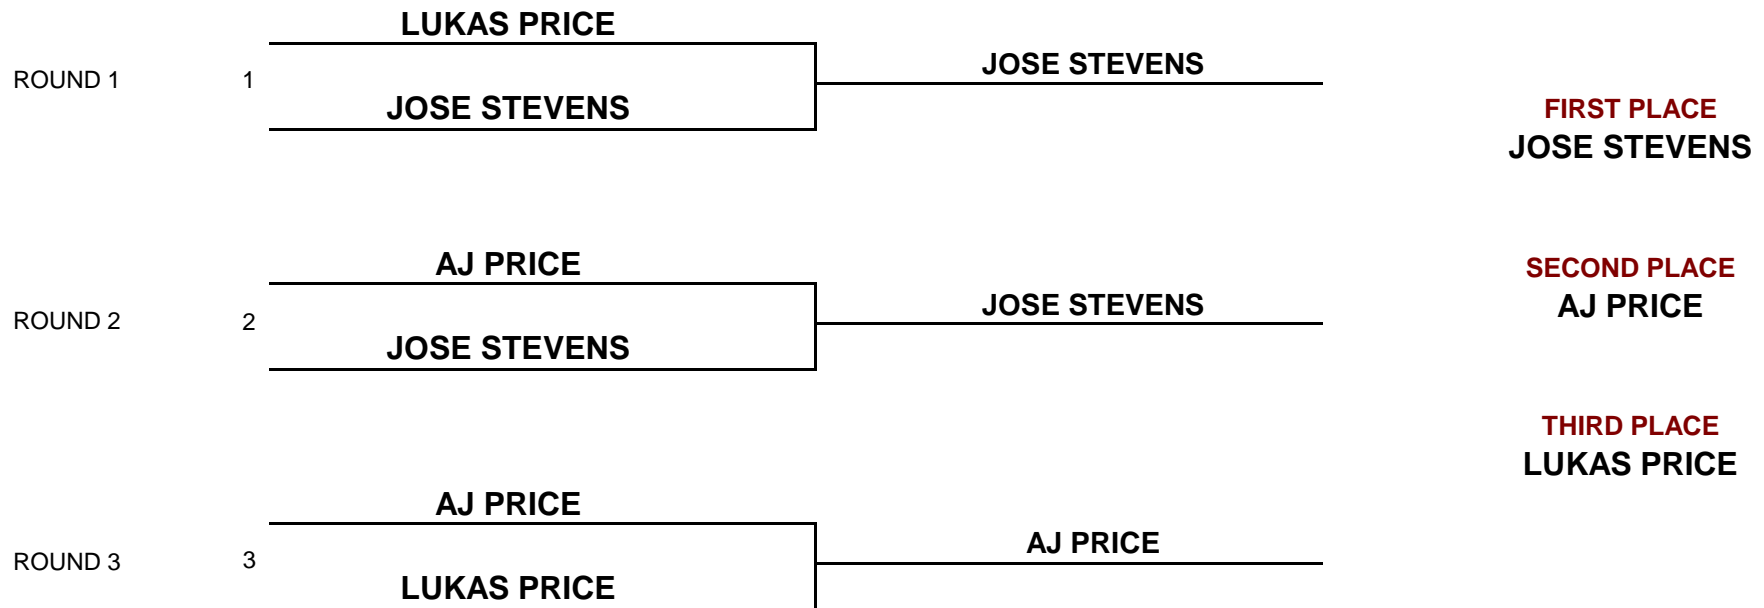 LUKAS PRICE
ROUND 1
1
JOSE STEVENS
JOSE STEVENS
FIRST PLACE
JOSE STEVENS
AJ PRICE
ROUND 2
2
JOSE STEVENS
JOSE STEVENS
SECOND PLACE
AJ PRICE
THIRD PLACE
LUKAS PRICE
AJ PRICE
ROUND 3
3
LUKAS PRICE
AJ PRICE